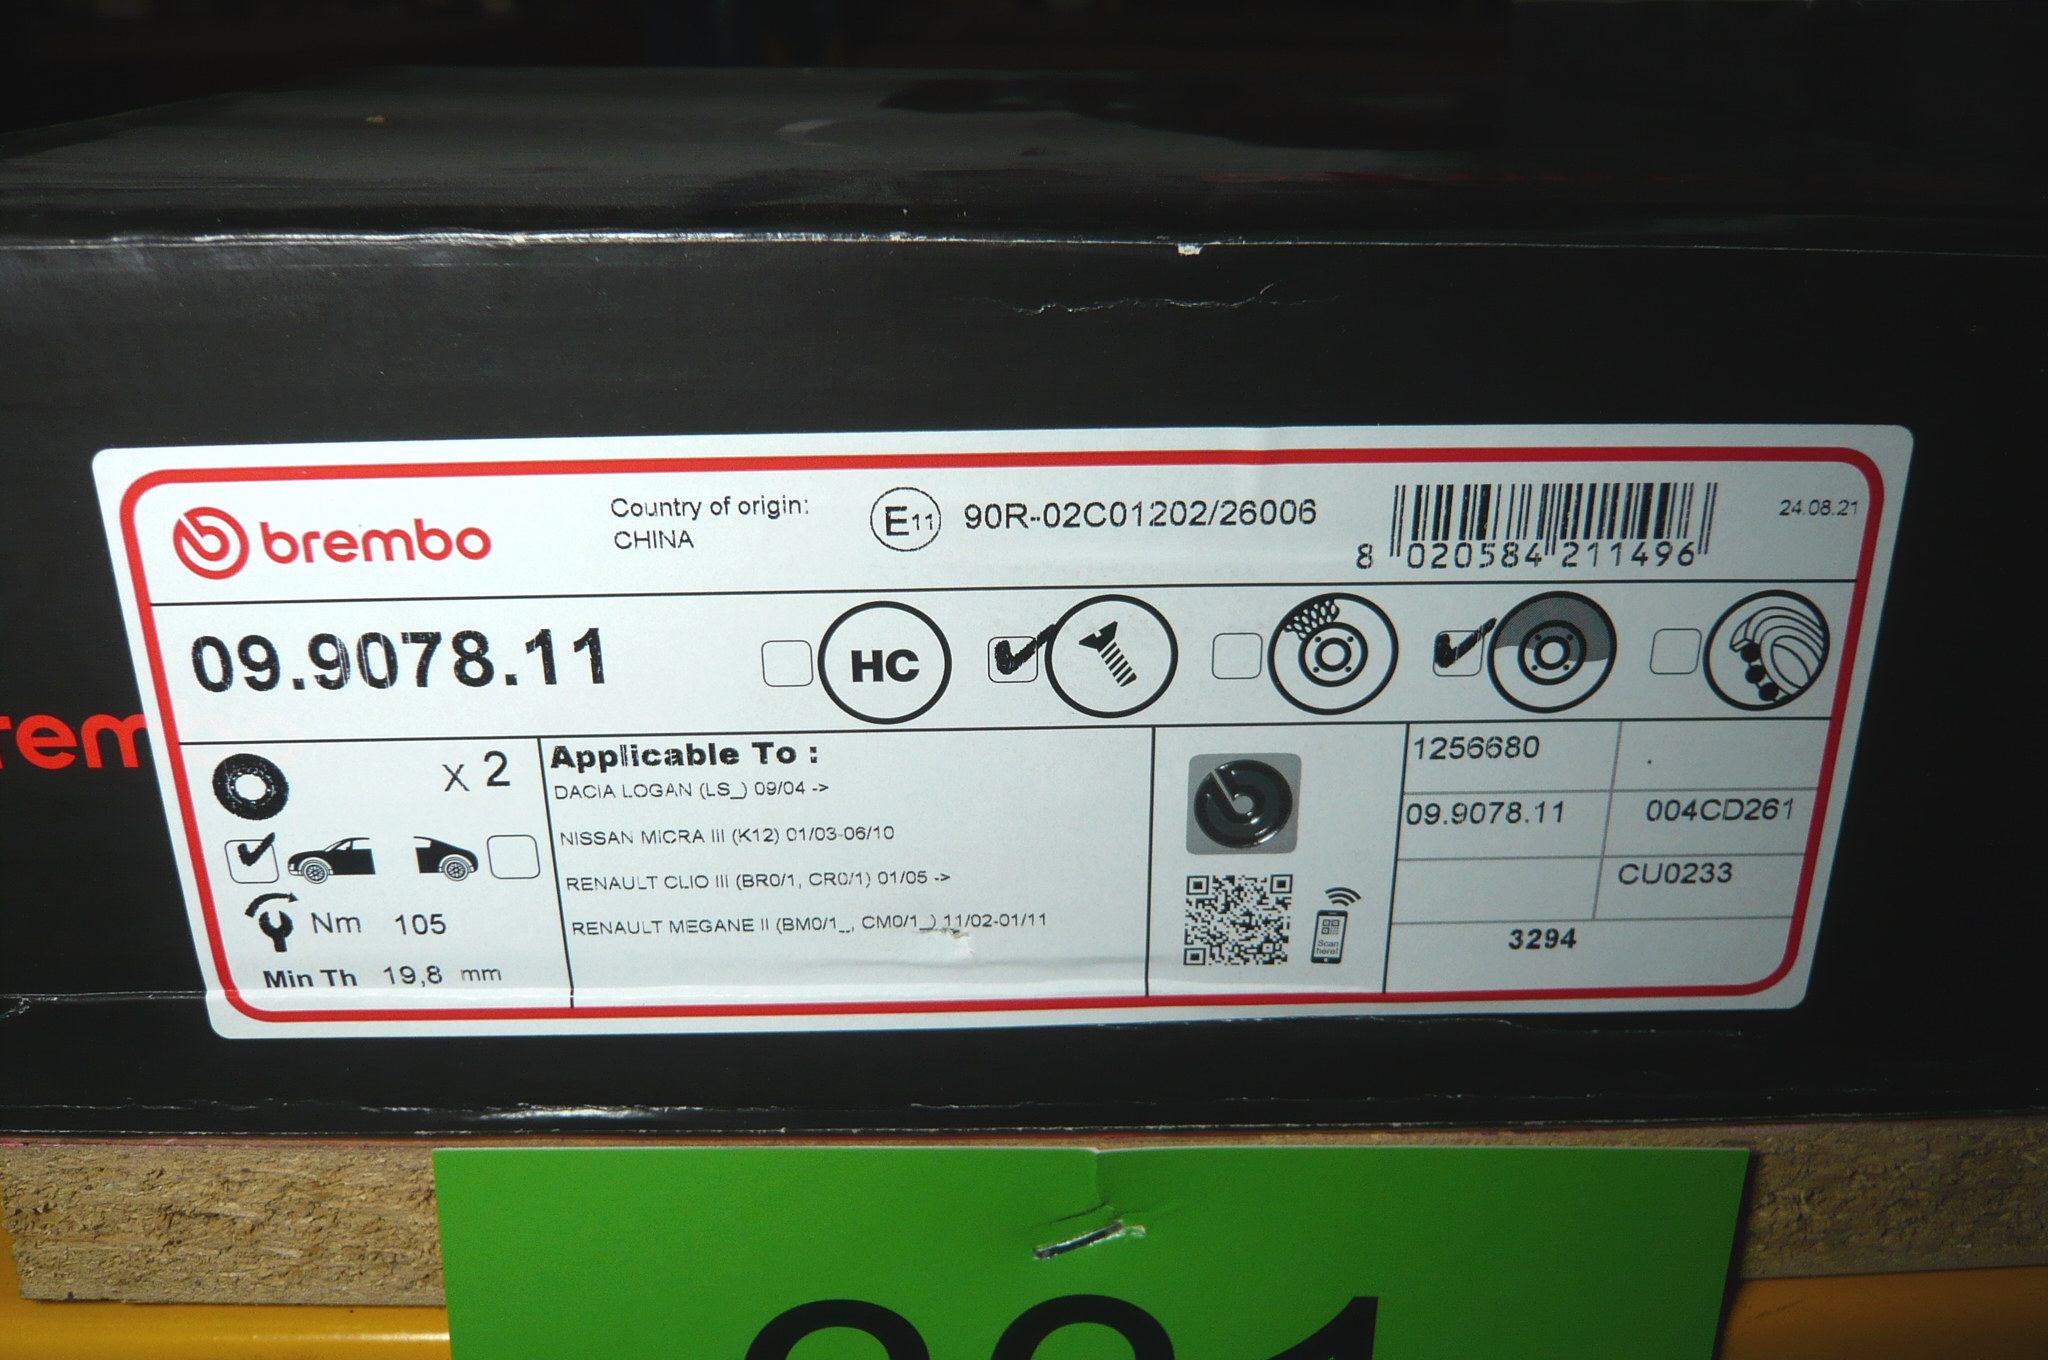 brembo
Country of origin:
CHINA
E11
90R-02C01202/26006
8 020584 211496
24.08.21
09.9078.11
HC
x 2
Nm 105
Min Th 19,8 mm
Applicable To :
DACIA LOGAN (LS_) 09/04 ->
NISSAN MICRA III (K12) 01/03-06/10
RENAULT CLIO III (BR0/1, CR0/1) 01/05 ->
RENAULT MEGANE II (BM0/1_, CM0/1_) 11/02-01/11
Scan
here!
1256680
09.9078.11 004CD261
CU0233
3294
rem